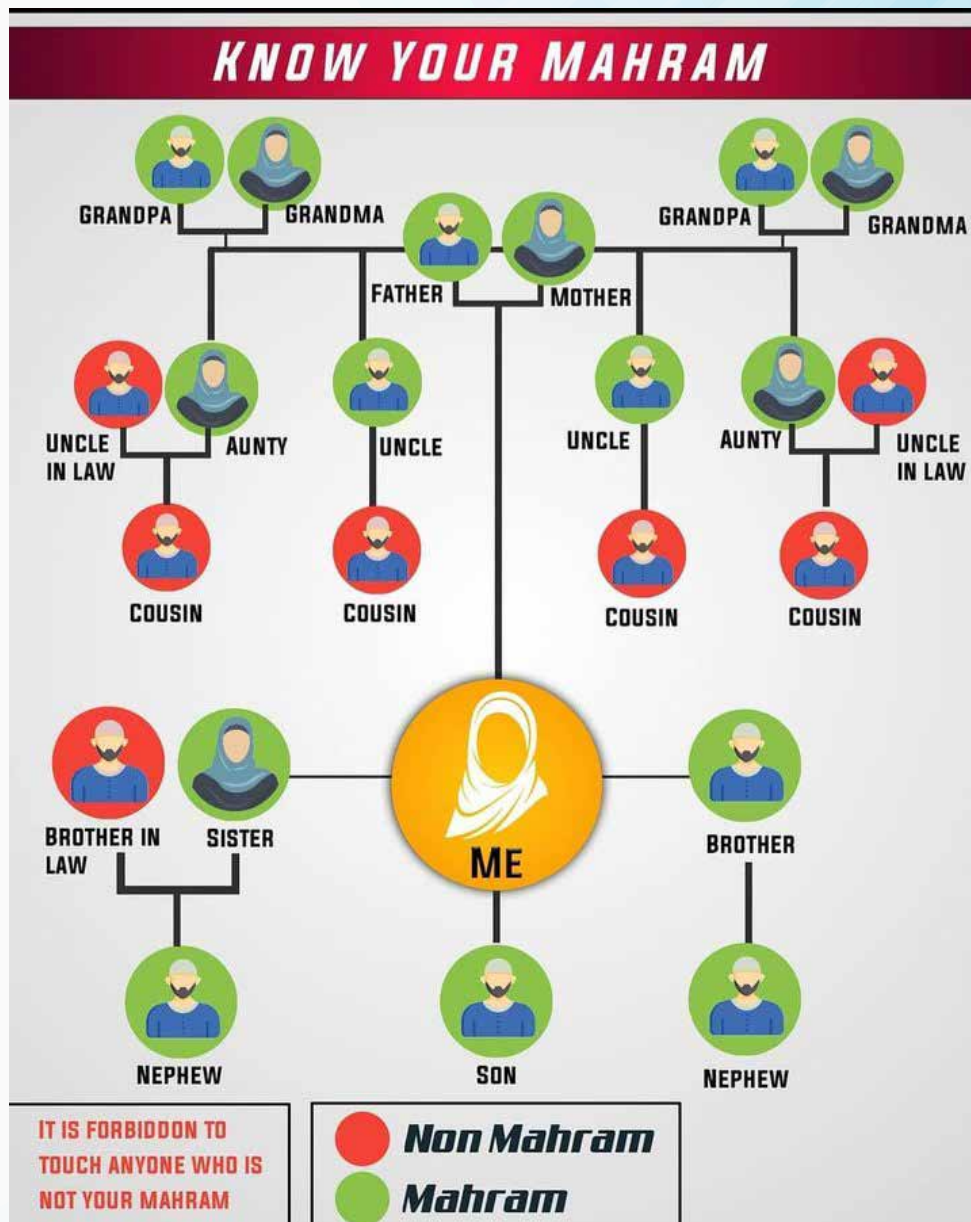 KNOW YOUR MAHRAM
GRANDPA
GRANDMA
GRANDPA
GRANDMA
FATHER
MOTHER
UNCLE
IN LAW
AUNTY
UNCLE
UNCLE
AUNTY
UNCLE
IN LAW
COUSIN
COUSIN
COUSIN
COUSIN
ME
BROTHER IN
LAW
SISTER
BROTHER
NEPHEW
SON
NEPHEW
IT IS FORBIDDON TO
TOUCH ANYONE WHO IS
NOT YOUR MAHRAM
Non Mahram
Mahram